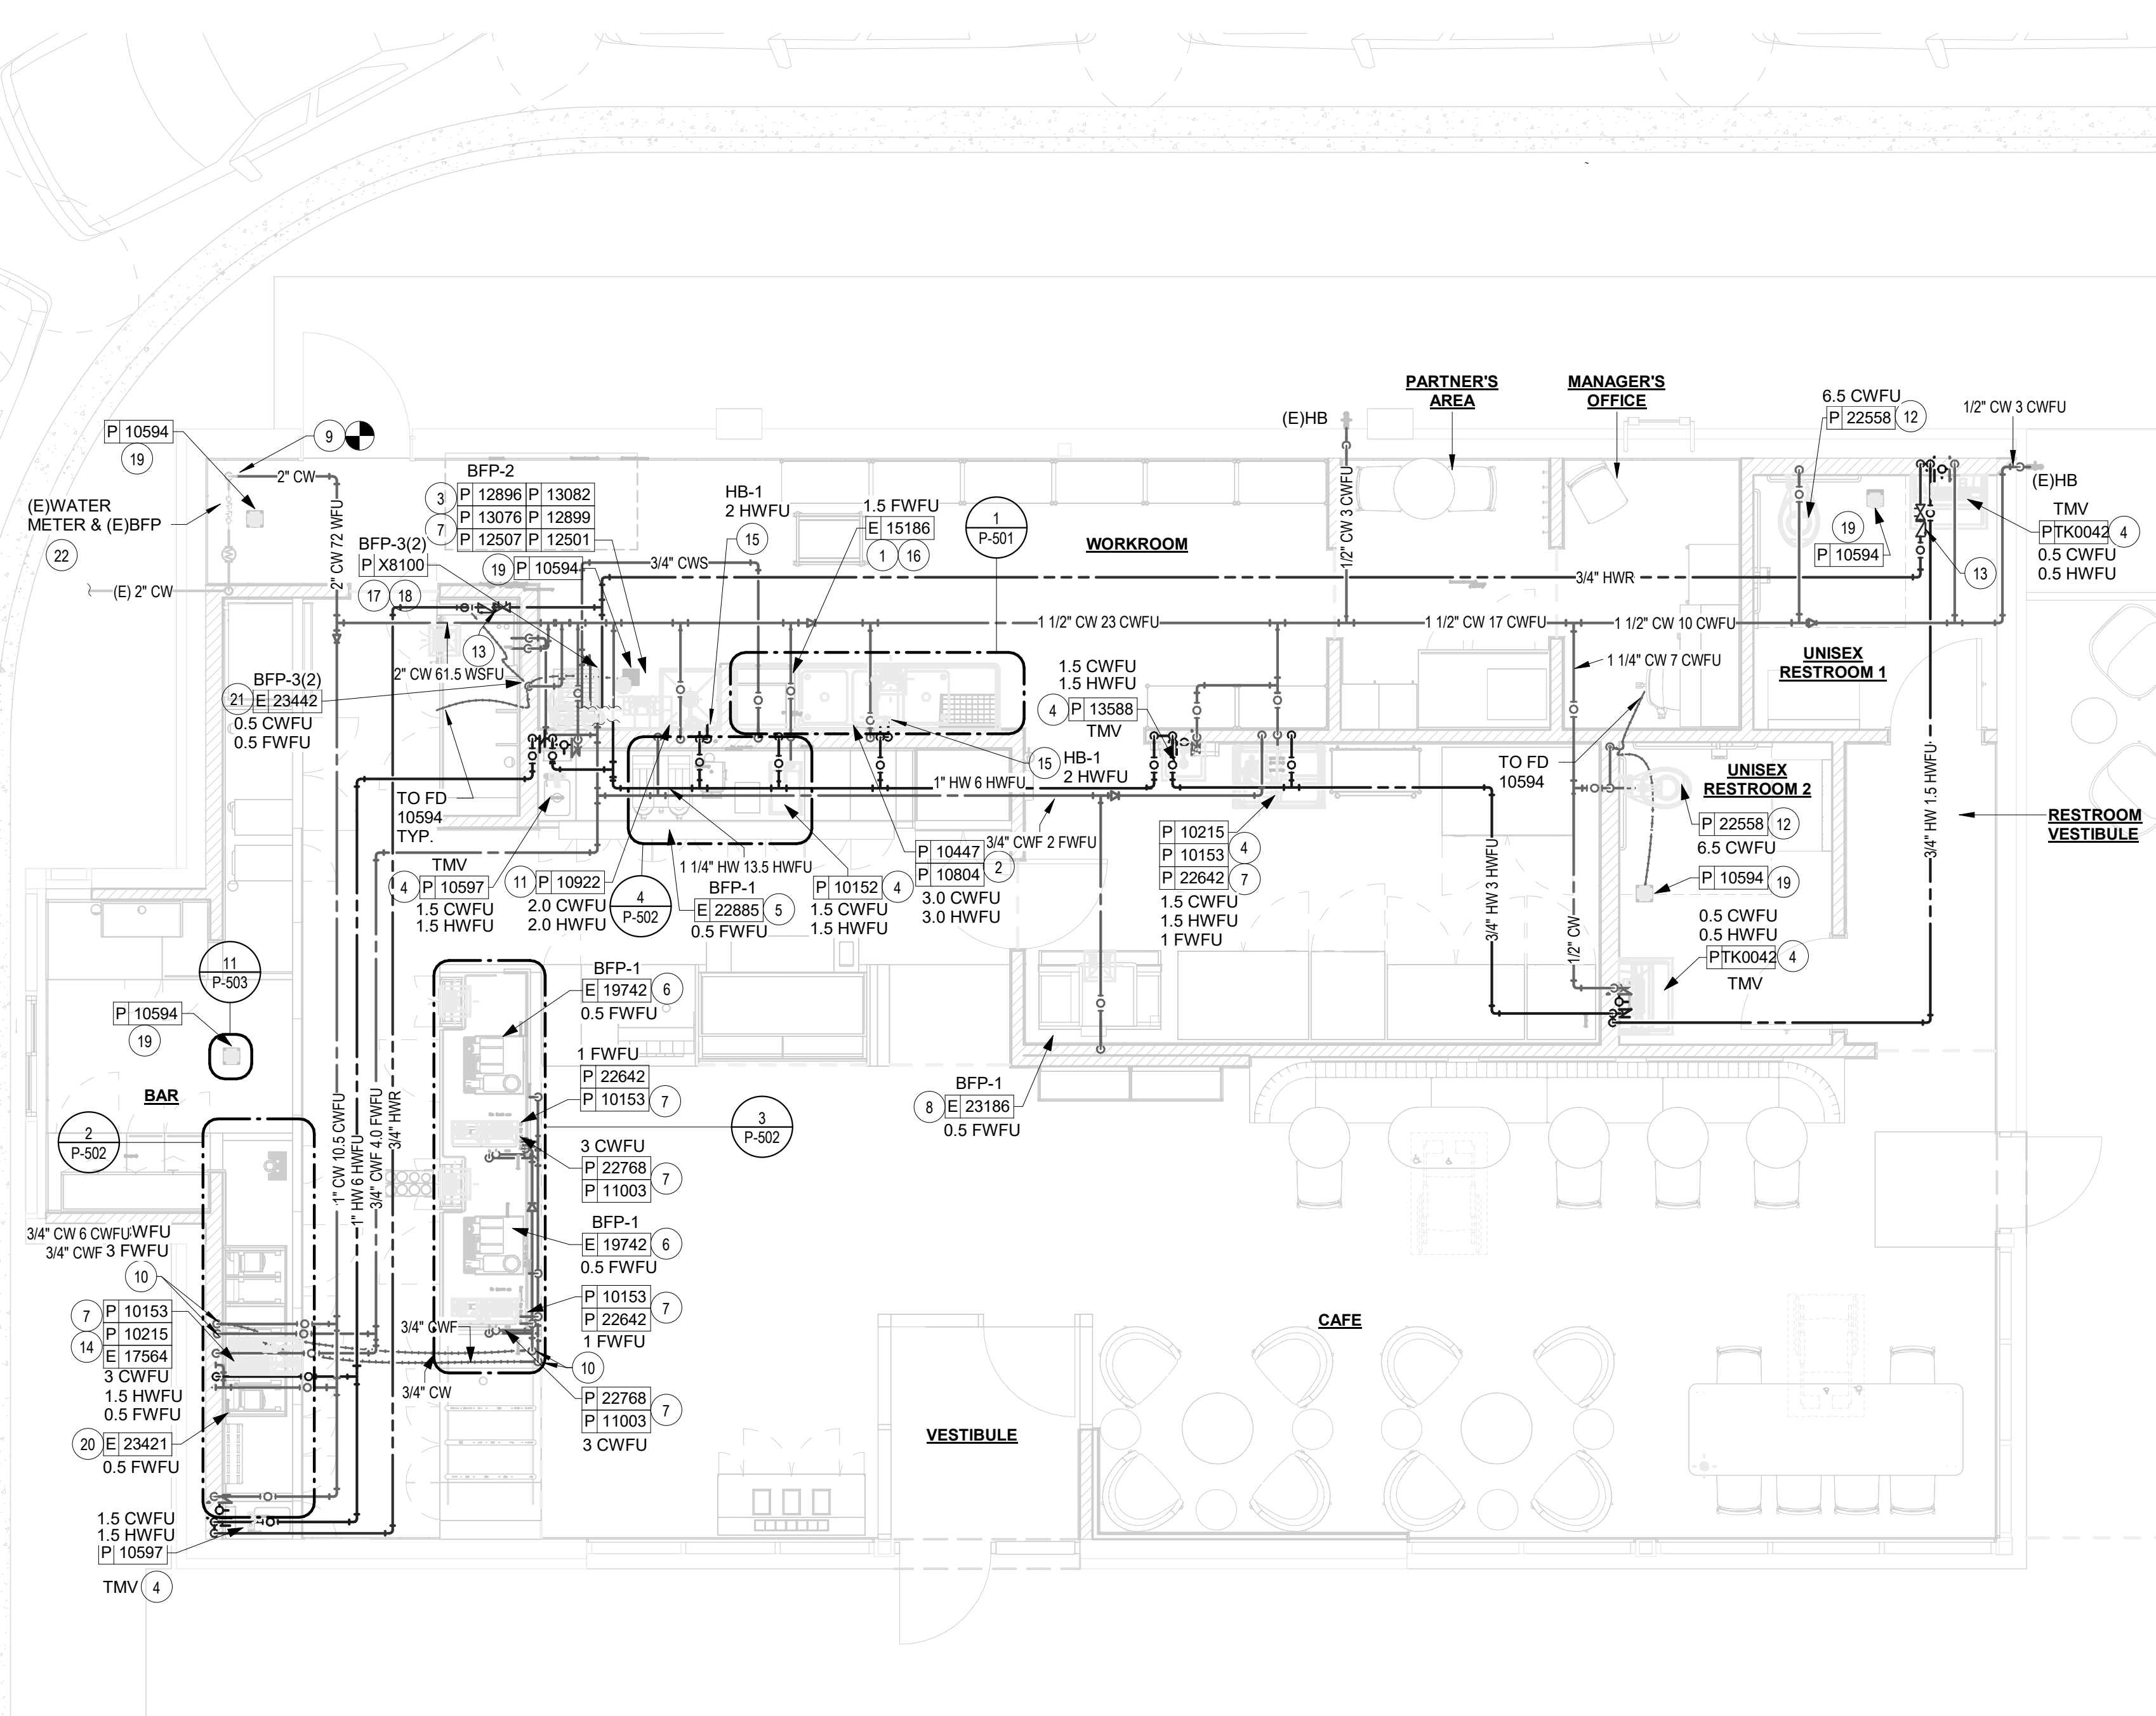 PARTNER'S
AREA
MANAGER'S
OFFICE
6.5 CWFU
P 22558 12
1/2" CW 3 CWFU
(E)HB
(E)HB
TMV
P TK0042 4
0.5 CWFU
0.5 HWFU
19
P 10594
13
P 10594
19
9
2" CW
(E)WATER
METER & (E)BFP
22
(E) 2" CW
2" CW 72 WFU
BFP-2
3 P 12896 P 13082
P 13076 P 12899
7 P 12507 P 12501
BFP-3(2)
P X8100
17 18
19 P 10594
3/4" CWS
HB-1
2 HWFU
15
1.5 FWFU
E 15186
1 16
1
P-501
WORKROOM
1/2" CW 3 CWFU
3/4" HWR
1 1/2" CW 23 CWFU
1 1/2" CW 17 CWFU
1 1/2" CW 10 CWFU
UNISEX
RESTROOM 1
13
2" CW 61.5 WSFU
BFP-3(2)
21 E 23442
0.5 CWFU
0.5 FWFU
1.5 CWFU
1.5 HWFU
4 P 13588
TMV
1 1/4" CW 7 CWFU
TO FD
10594
15 HB-1
2 HWFU
1" HW 6 HWFU
TO FD
10594
TYP.
UNISEX
RESTROOM 2
P 22558 12
6.5 CWFU
P 10594 19
0.5 CWFU
0.5 HWFU
P TK0042 4
TMV
RESTROOM
VESTIBULE
3/4" HW 1.5 HWFU
3/4" HW 3 HWFU
1/2" CW
TMV
4 P 10597
1.5 CWFU
1.5 HWFU
11 P 10922
2.0 CWFU
2.0 HWFU
4
P-502
1 1/4" HW 13.5 HWFU
BFP-1
E 22885 5
0.5 FWFU
P 10152 4
1.5 CWFU
1.5 HWFU
P 10447
P 10804 2
3.0 CWFU
3.0 HWFU
3/4" CWF 2 FWFU
P 10215
P 10153 4
P 22642 7
1.5 CWFU
1.5 HWFU
1 FWFU
11
P-503
P 10594
19
BAR
2
P-502
1" CW 10.5 CWFU
1" HW 6 HWFU
3/4" CWF 4.0 FWFU
3/4" HWR
BFP-1
E 19742 6
0.5 FWFU
1 FWFU
P 22642
P 10153 7
3 CWFU
P 22768
P 11003 7
3
P-502
BFP-1
E 19742 6
0.5 FWFU
P 10153
P 22642 7
1 FWFU
10
P 22768
P 11003 7
3 CWFU
BFP-1
8 E 23186
0.5 FWFU
3/4" CW 6 CWFU
3/4" CWF 3 FWFU
10
7 P 10153
P 10215
14 E 17564
3 CWFU
1.5 HWFU
0.5 FWFU
20 E 23421
0.5 FWFU
3/4" CWF
3/4" CW
1.5 CWFU
1.5 HWFU
P 10597
TMV 4
VESTIBULE
CAFE